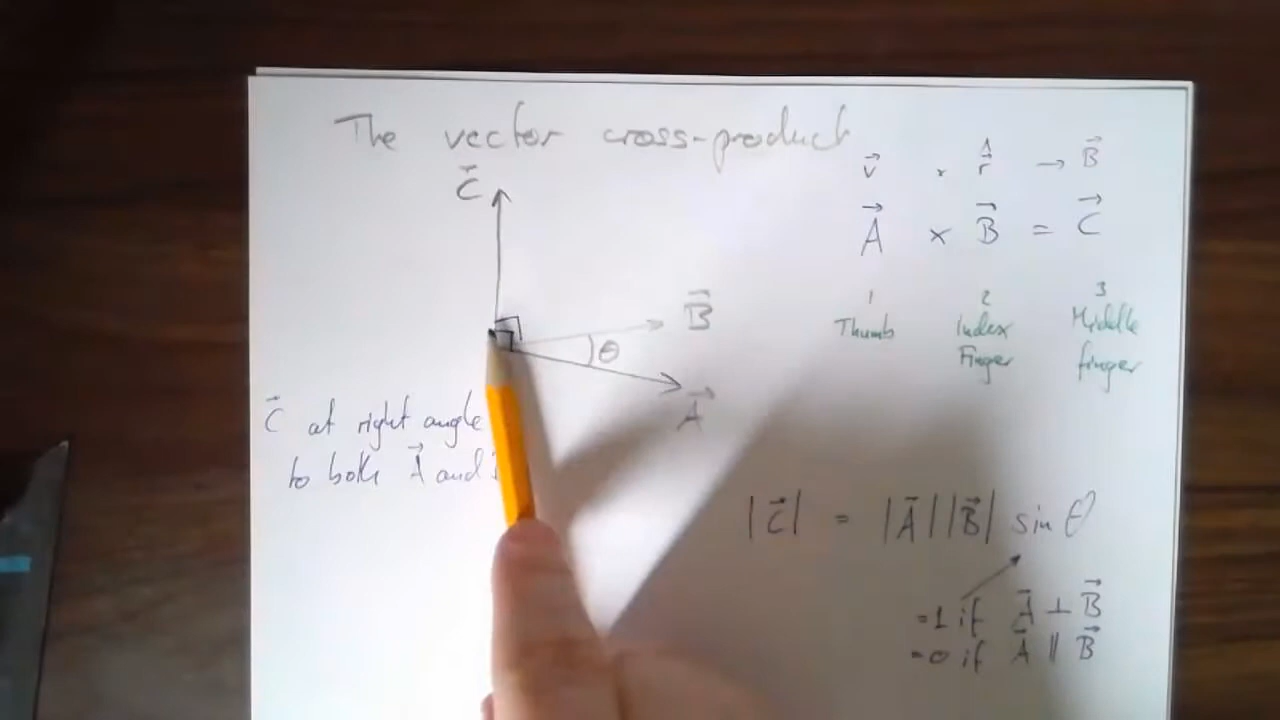 The vector cross-product
C⃗
B⃗
θ
A⃗
C⃗ at right angle
to both A⃗ and
v⃗ × r̂ → B⃗
A⃗ × B⃗ = C⃗
1 2 3
Thumb index Middle
Finger finger
|C⃗| = |A⃗||B⃗| sin θ
=1 if A⃗ ⊥ B⃗
=0 if A⃗ ∥ B⃗